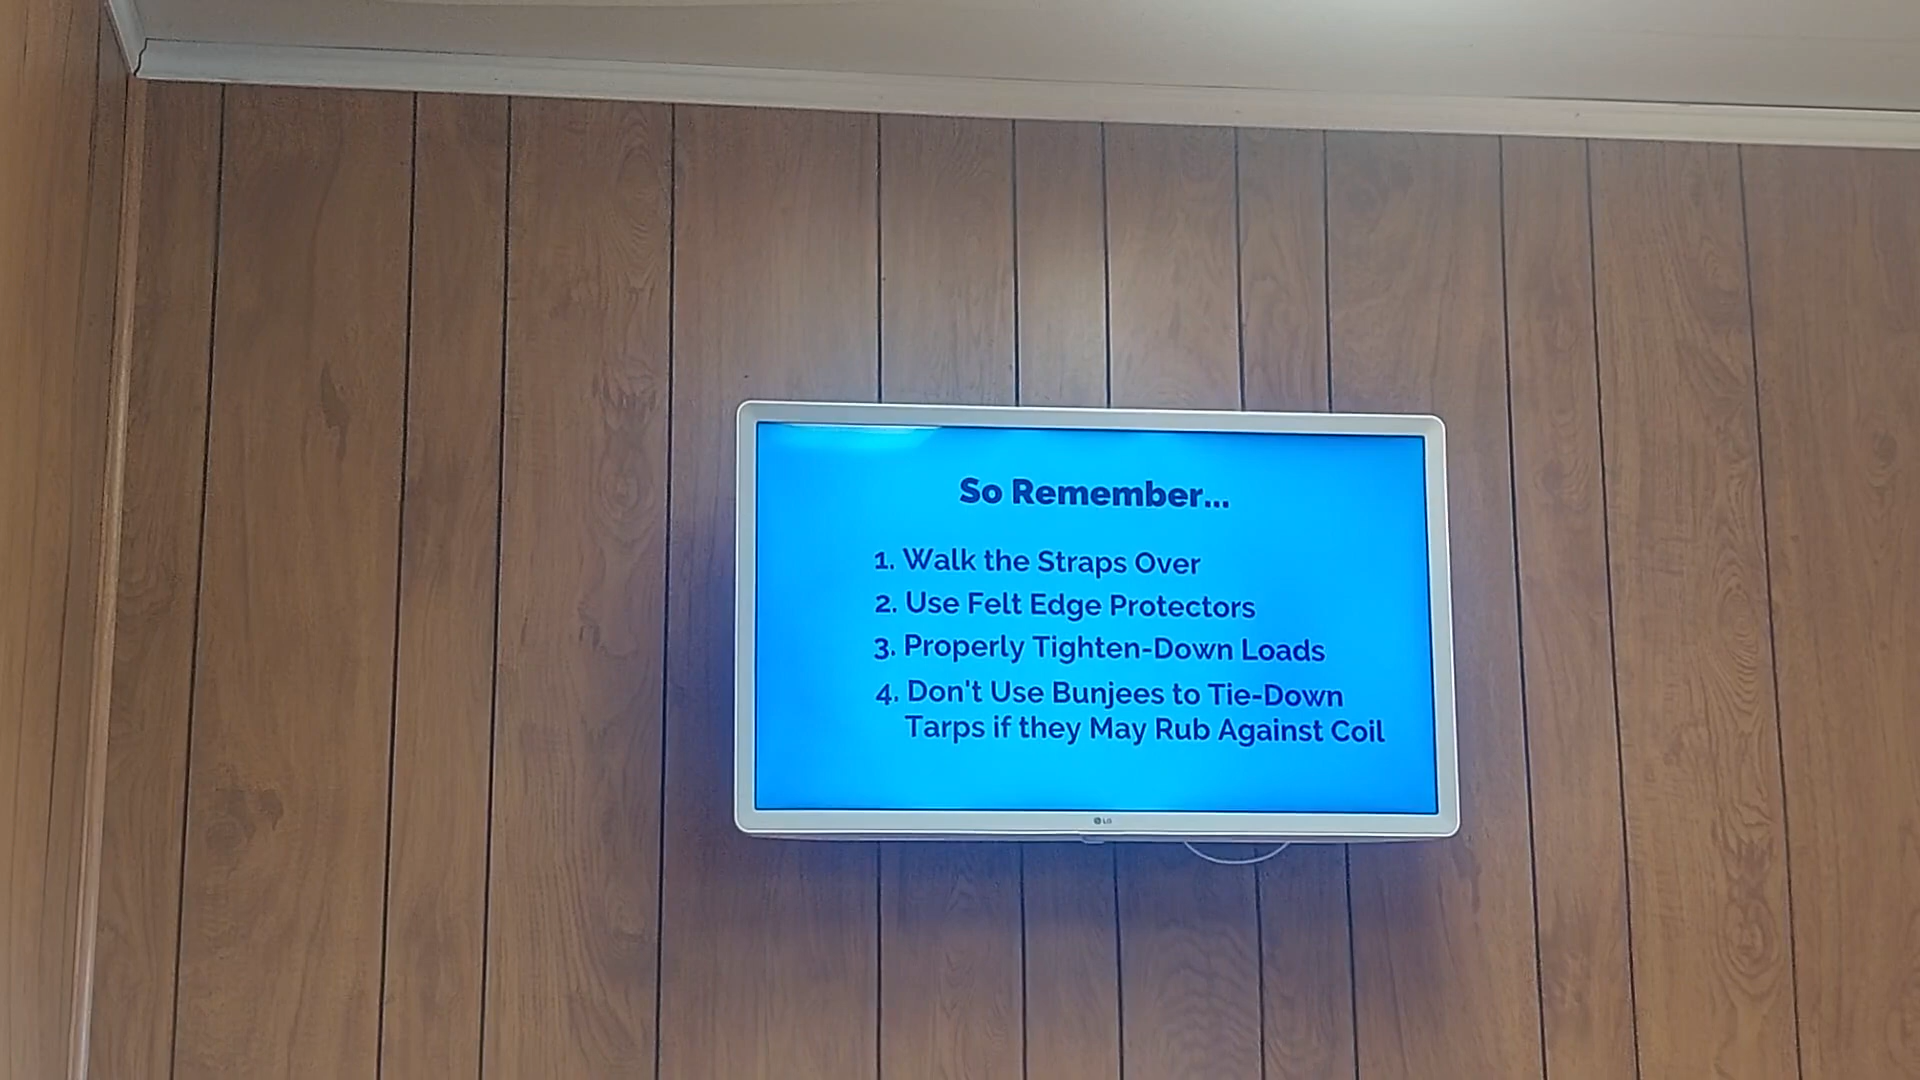 So Remember...
1. Walk the Straps Over
2. Use Felt Edge Protectors
3. Properly Tighten-Down Loads
4. Don't Use Bunjees to Tie-Down
Tarps if they May Rub Against Coil
LG